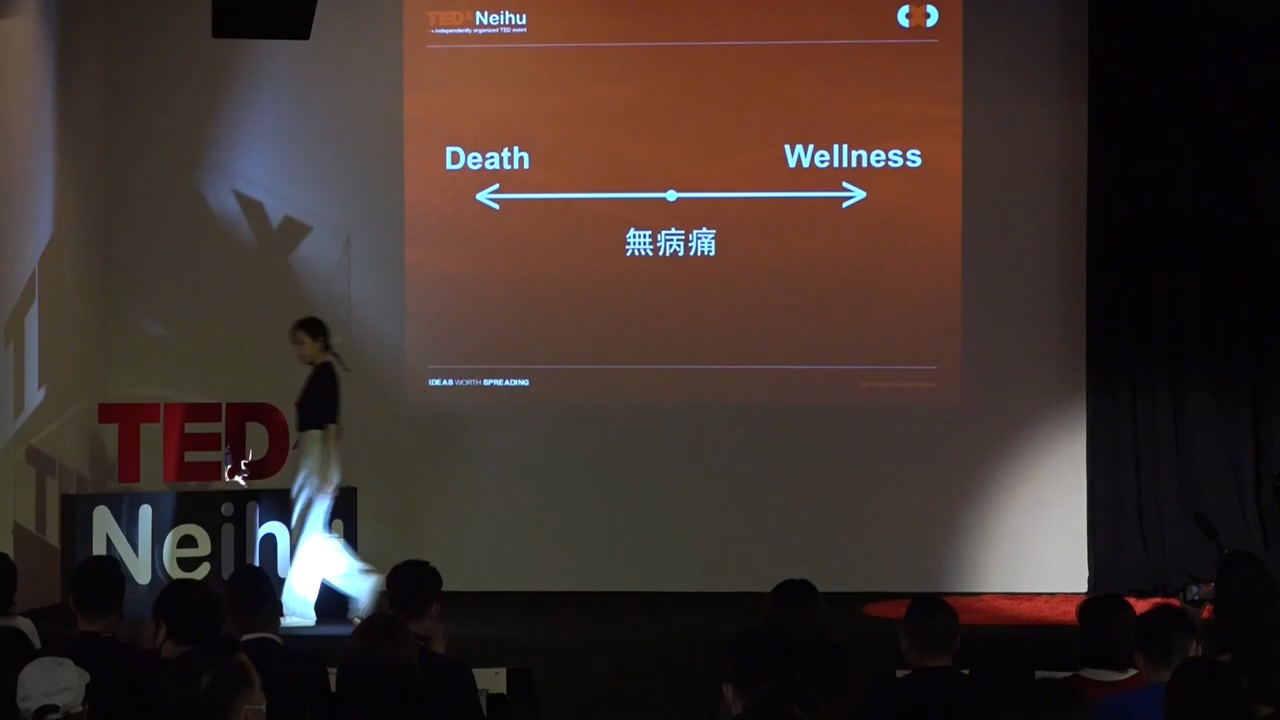 TEDxNeihu
= independently organized TED event
Death
Wellness
無病痛
IDEAS WORTH SPREADING
TED
Neihu